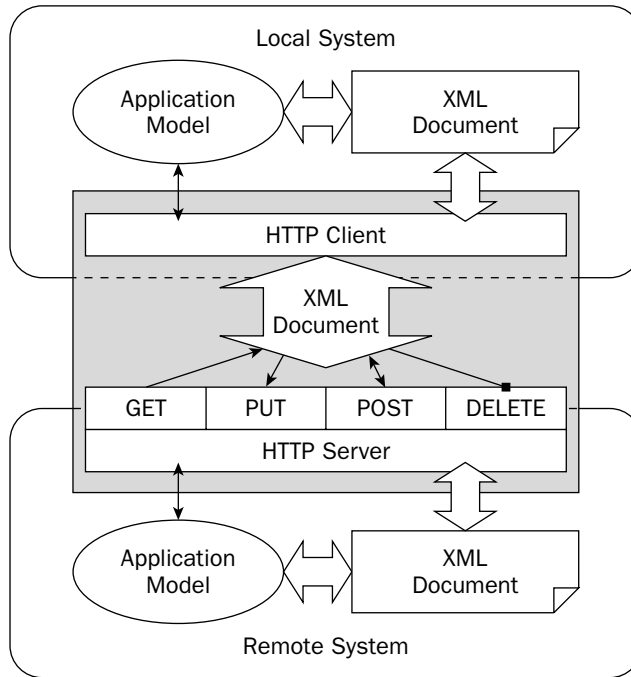 Local System
Application
Model
XML
Document
HTTP Client
XML
Document
GET
PUT
POST
DELETE
HTTP Server
Application
Model
XML
Document
Remote System